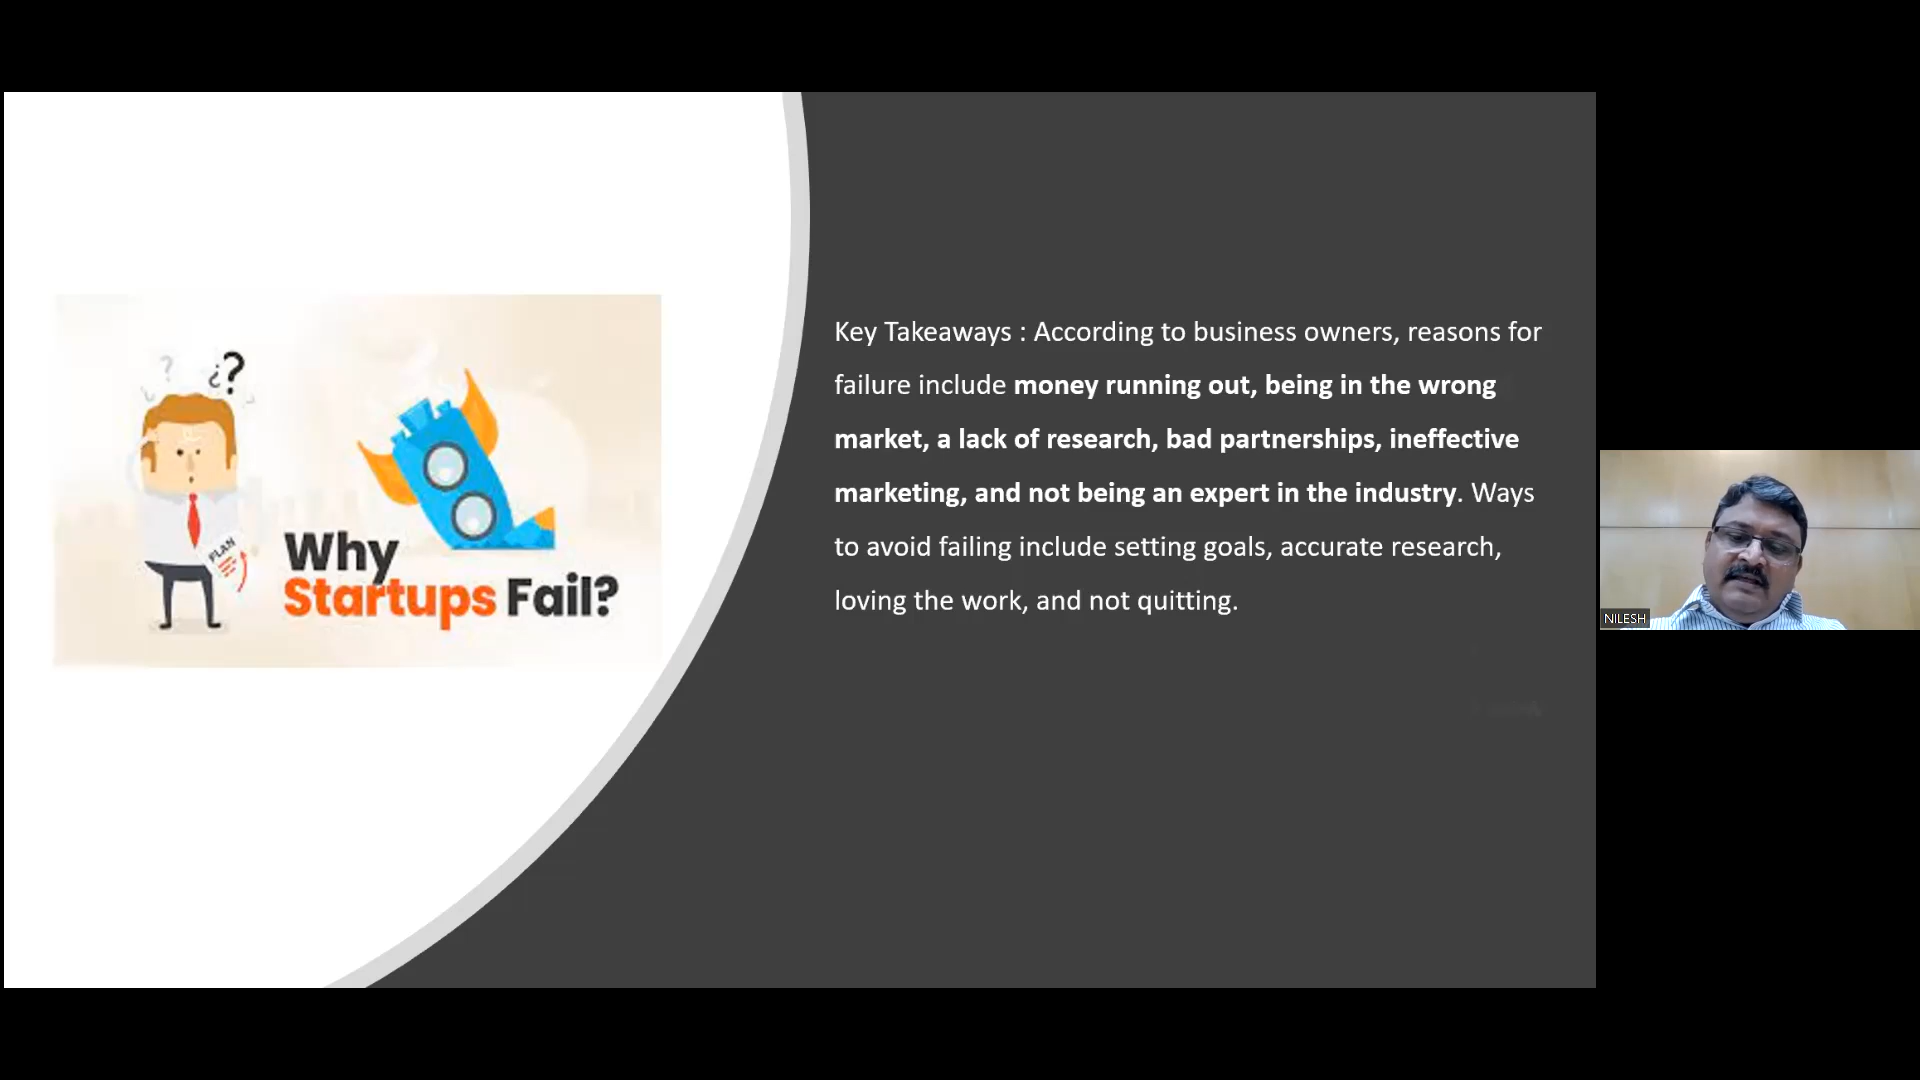 ?
¿?
PLAN
Why
Startups Fail?
Key Takeaways : According to business owners, reasons for
failure include money running out, being in the wrong
market, a lack of research, bad partnerships, ineffective
marketing, and not being an expert in the industry. Ways
to avoid failing include setting goals, accurate research,
loving the work, and not quitting.
NILESH